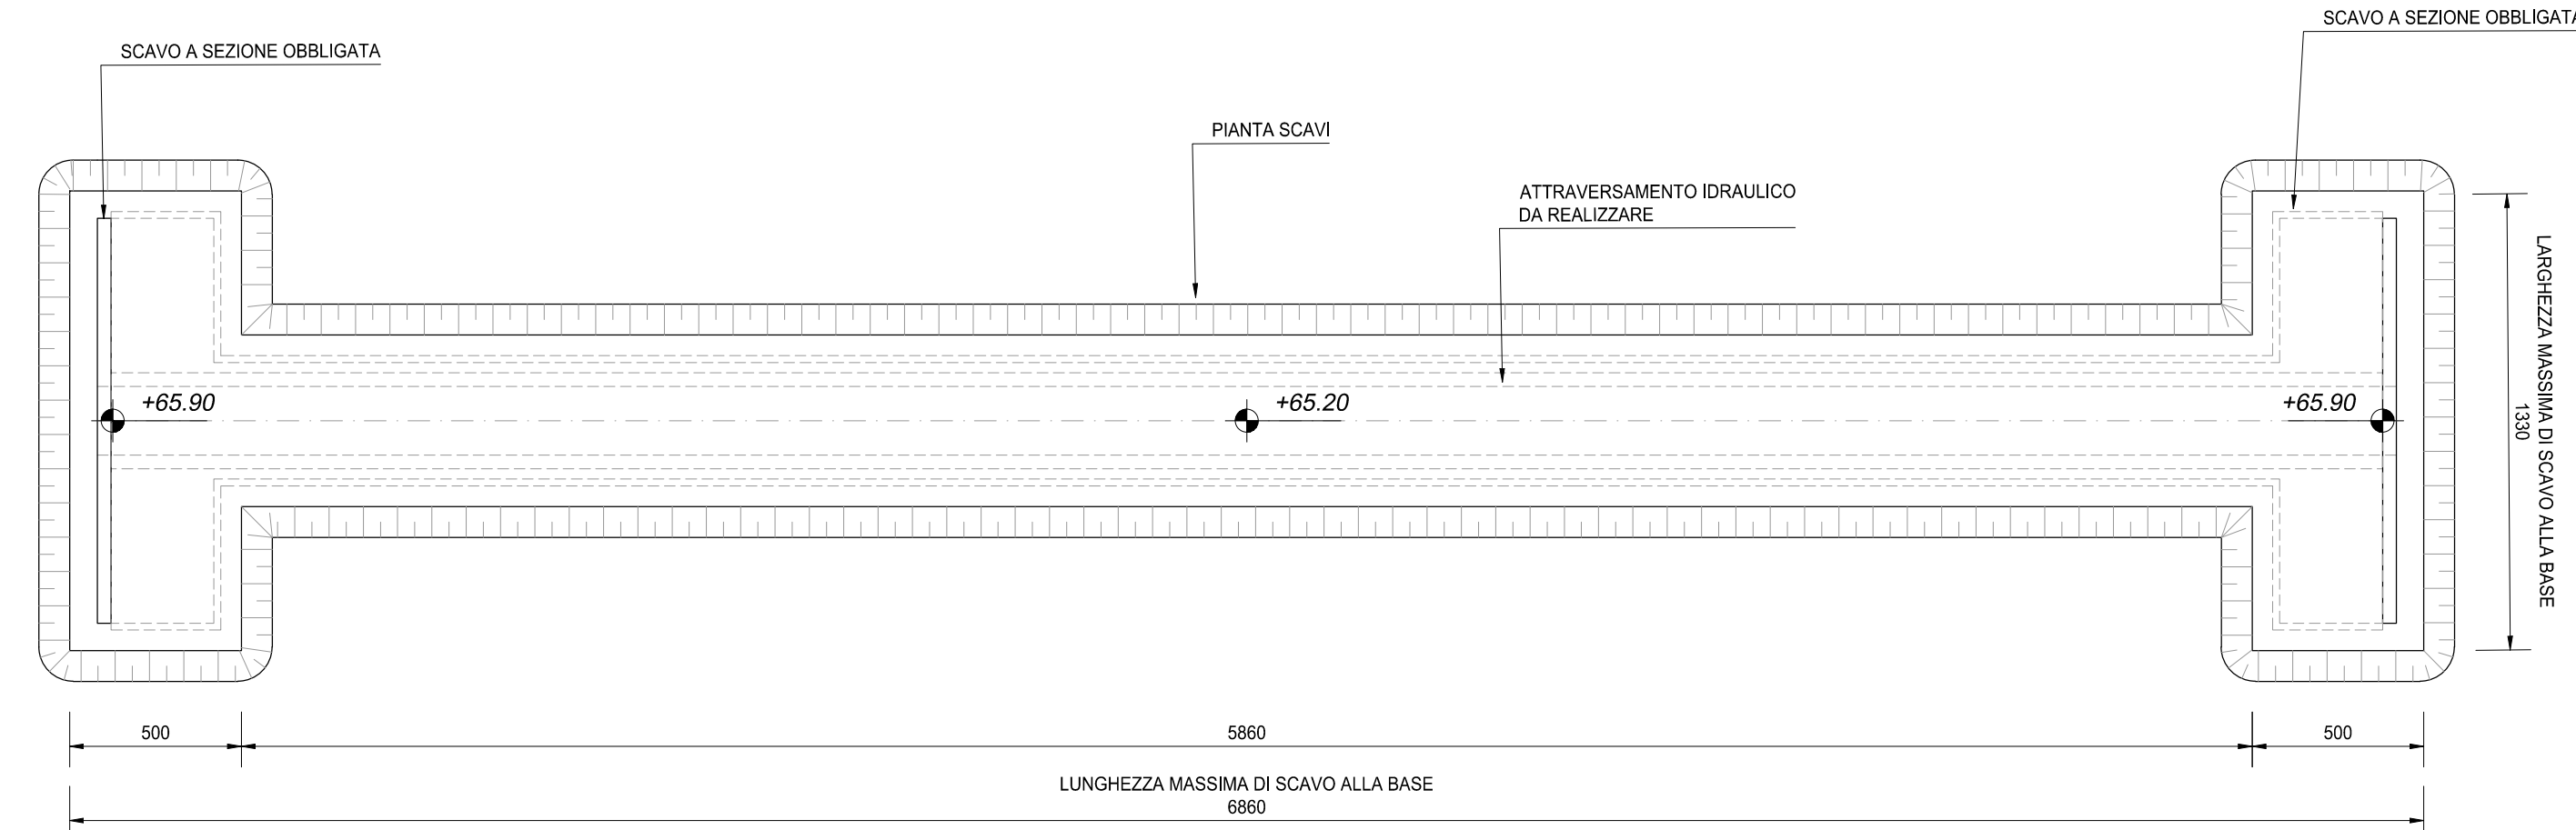 SCAVO A SEZIONE OBBLIGATA
SCAVO A SEZIONE OBBLIGATA
PIANTA SCAVI
ATTRAVERSAMENTO IDRAULICO
DA REALIZZARE
+65.90
+65.20
+65.90
LARGHEZZA MASSIMA DI SCAVO ALLA BASE
1330
500
5860
500
LUNGHEZZA MASSIMA DI SCAVO ALLA BASE
6860